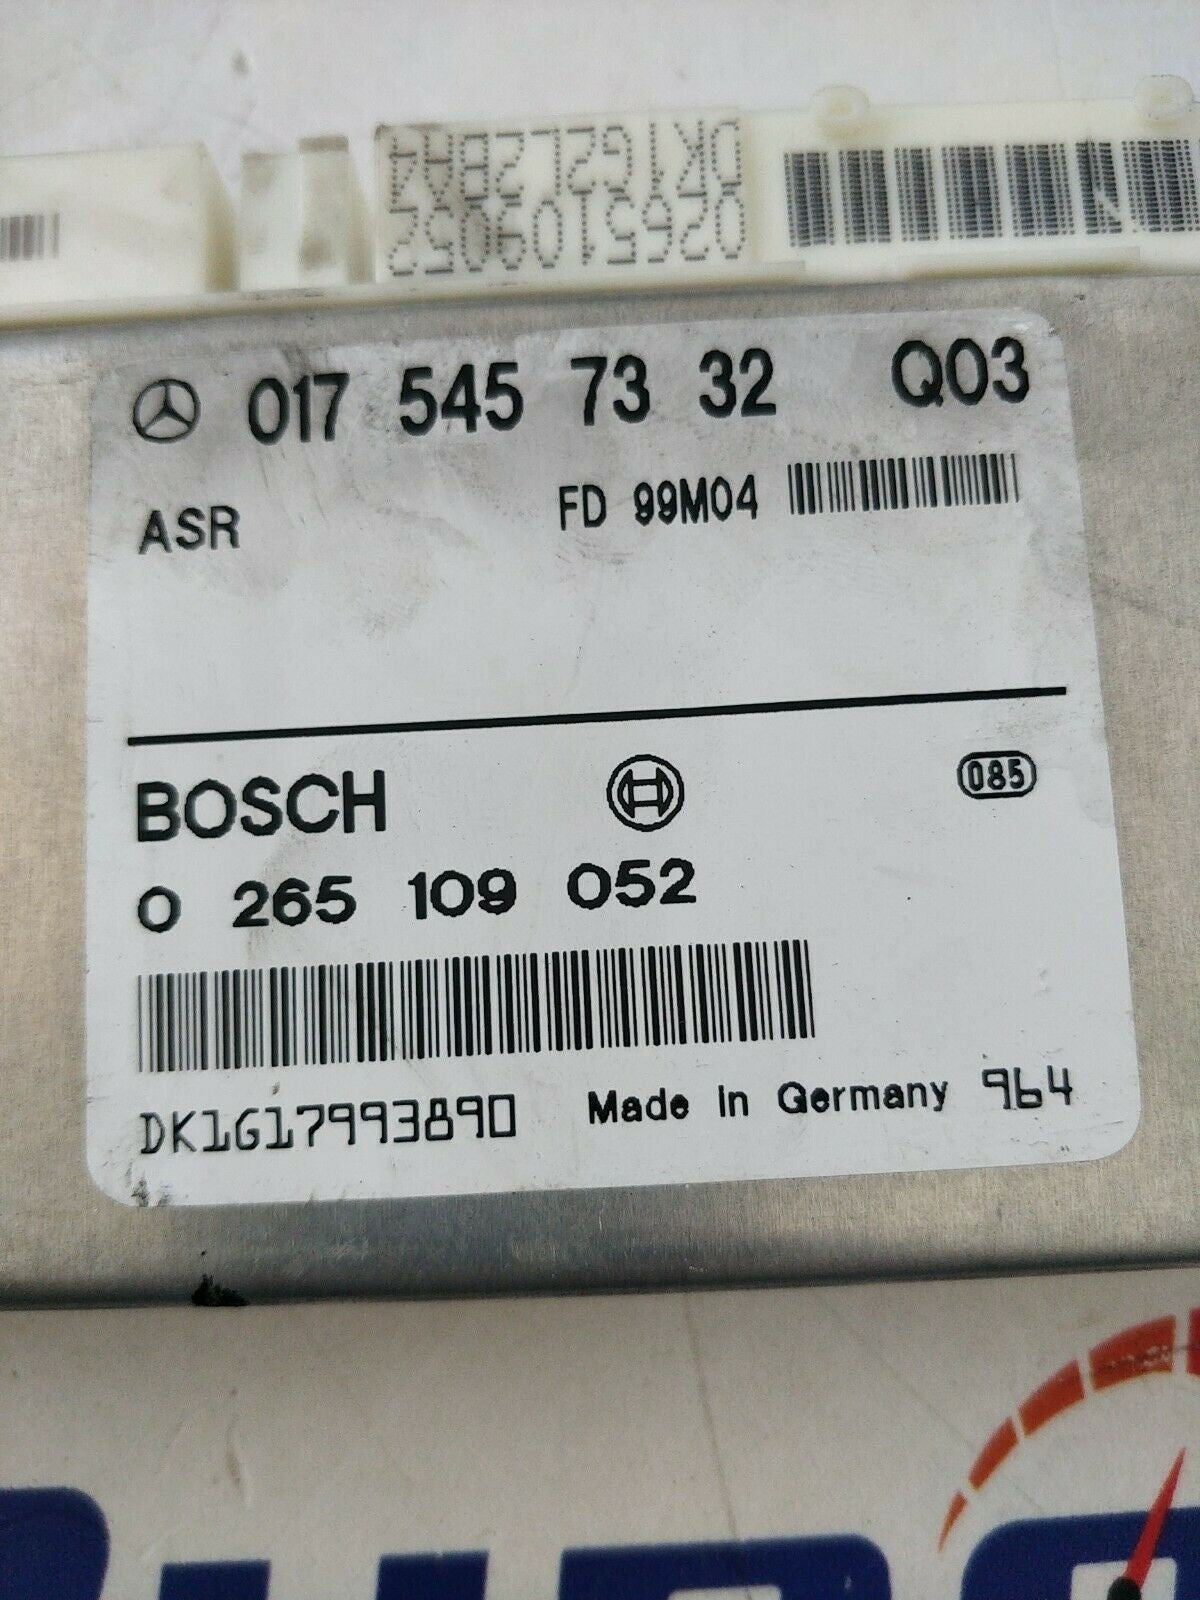 DK1G2L2BA4
0265109052
017 545 73 32 Q03
ASR FD 99M04
BOSCH 085
0 265 109 052
DK1G17993890 Made in Germany 964